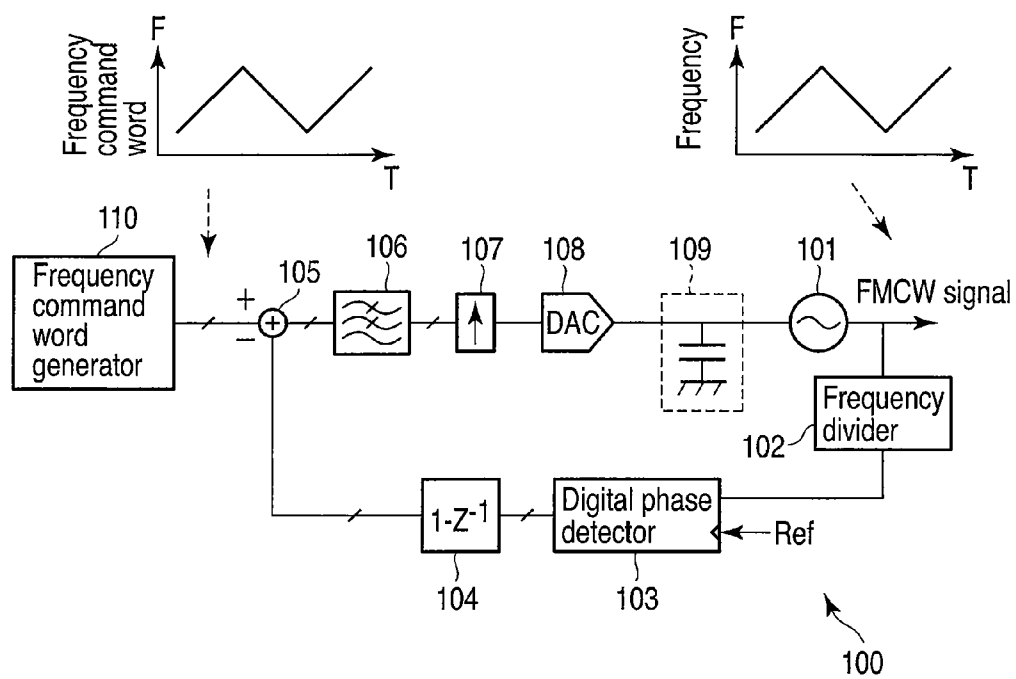 F
Frequency
command
word
T
F
Frequency
T
110
Frequency
command
word
generator
+
−
105
+
106
107
108
DAC
109
101
FMCW signal
Frequency
divider
102
1-Z-1
104
Digital phase
detector
103
Ref
100